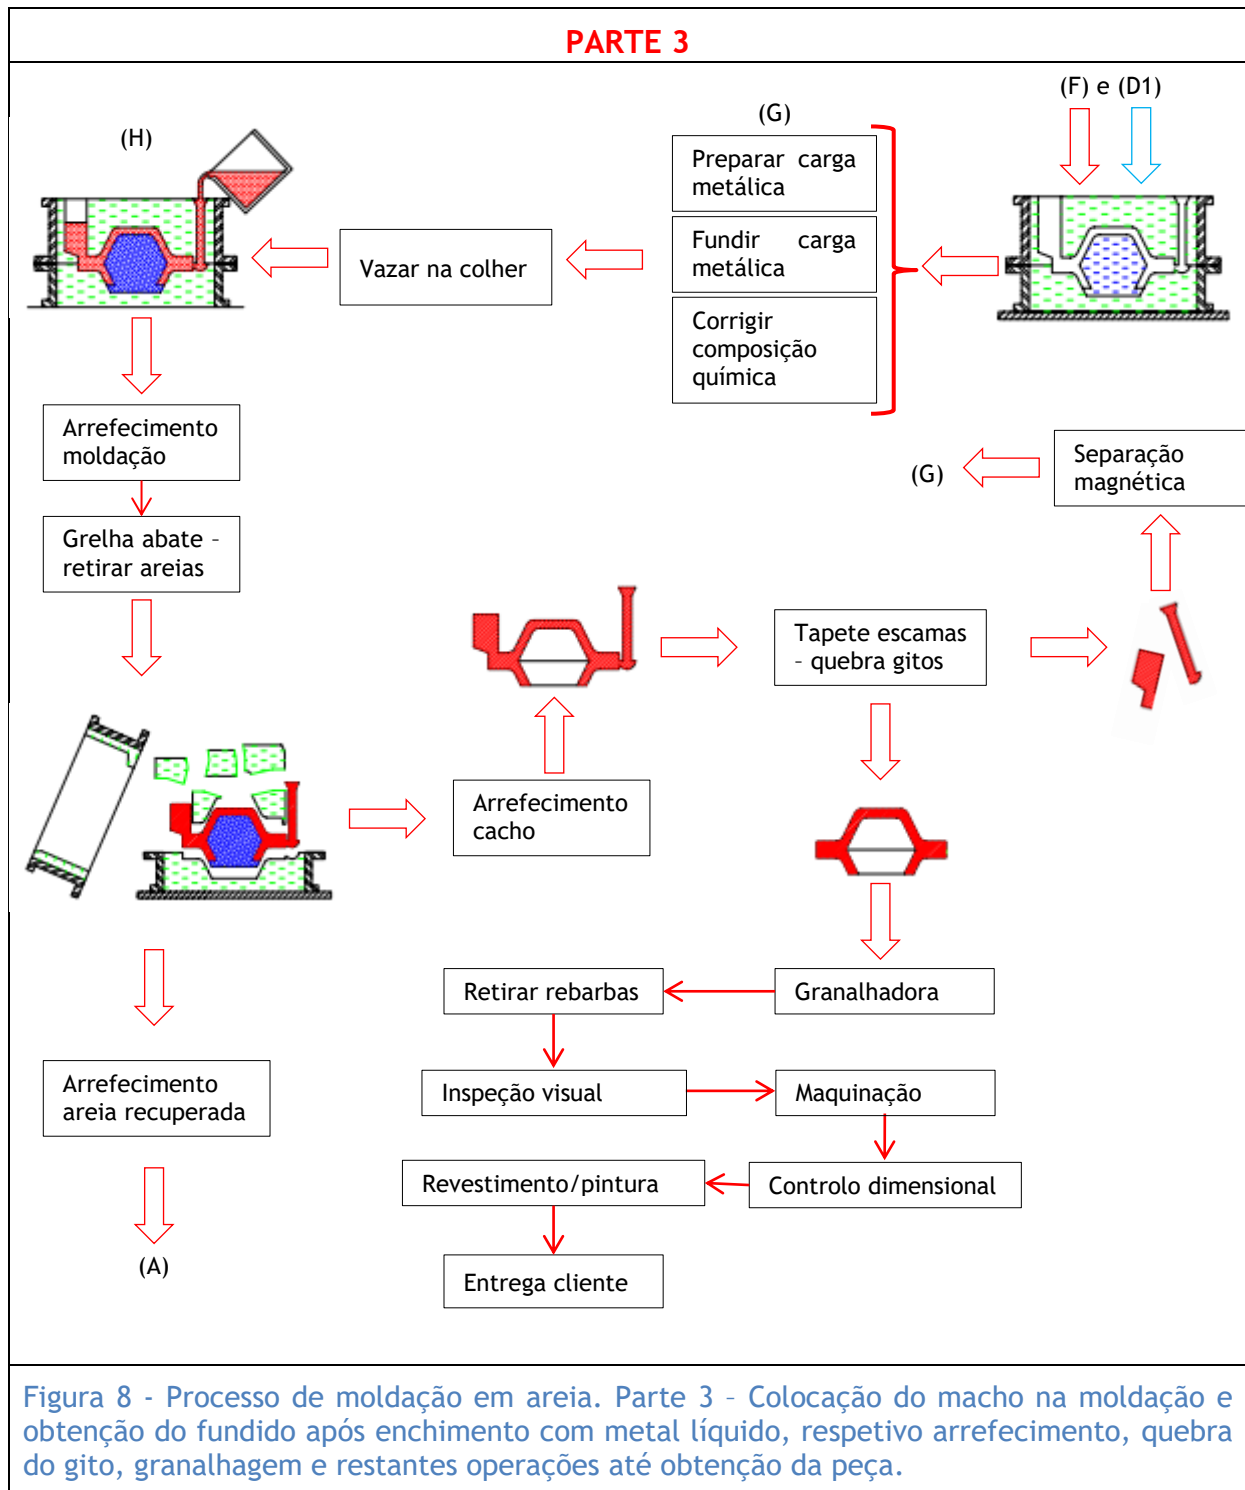 PARTE 3
(F) e (D1)
(G)
(H)
Preparar carga
metálica
Fundir carga
metálica
Corrigir
composição
química
Vazar na colher
Arrefecimento
moldação
Grelha abate –
retirar areias
Separação
magnética
(G)
Tapete escamas
– quebra gitos
Arrefecimento
cacho
Retirar rebarbas
Granalhadora
Inspeção visual
Maquinação
Arrefecimento
areia recuperada
Revestimento/pintura
Controlo dimensional
(A)
Entrega cliente
Figura 8 - Processo de moldação em areia. Parte 3 – Colocação do macho na moldação e
obtenção do fundido após enchimento com metal líquido, respetivo arrefecimento, quebra
do gito, granalhagem e restantes operações até obtenção da peça.